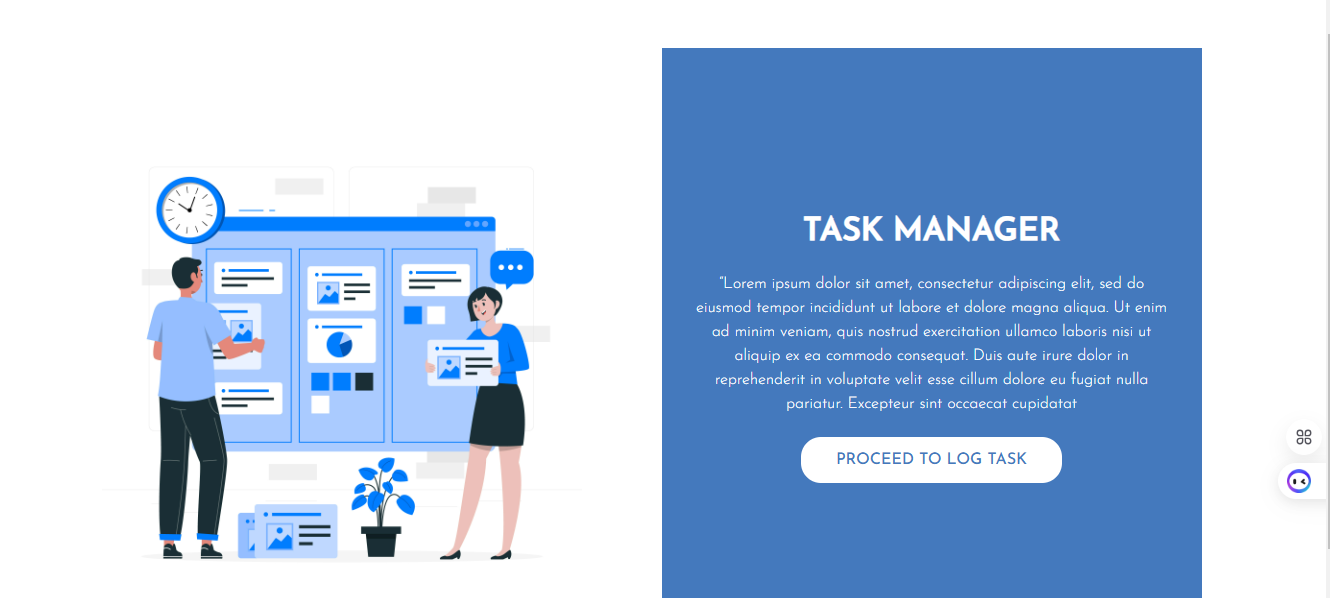 TASK MANAGER
“Lorem ipsum dolor sit amet, consectetur adipiscing elit, sed do
eiusmod tempor incididunt ut labore et dolore magna aliqua. Ut enim
ad minim veniam, quis nostrud exercitation ullamco laboris nisi ut
aliquip ex ea commodo consequat. Duis aute irure dolor in
reprehenderit in voluptate velit esse cillum dolore eu fugiat nulla
pariatur. Excepteur sint occaecat cupidatat
PROCEED TO LOG TASK